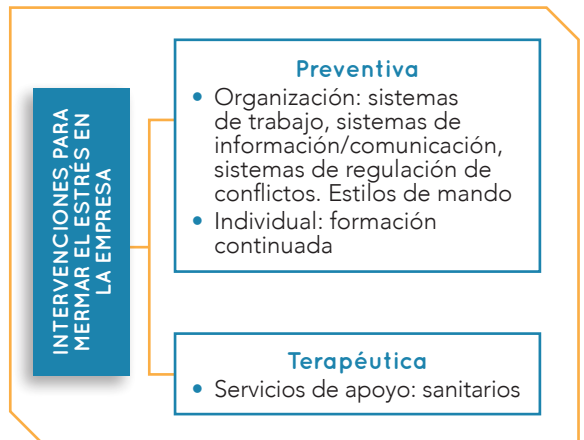 INTERVENCIONES PARA
MERMAR EL ESTRÉS EN
LA EMPRESA
Preventiva
• Organización: sistemas
de trabajo, sistemas de
información/comunicación,
sistemas de regulación de
conflictos. Estilos de mando
• Individual: formación
continuada
Terapéutica
• Servicios de apoyo: sanitarios